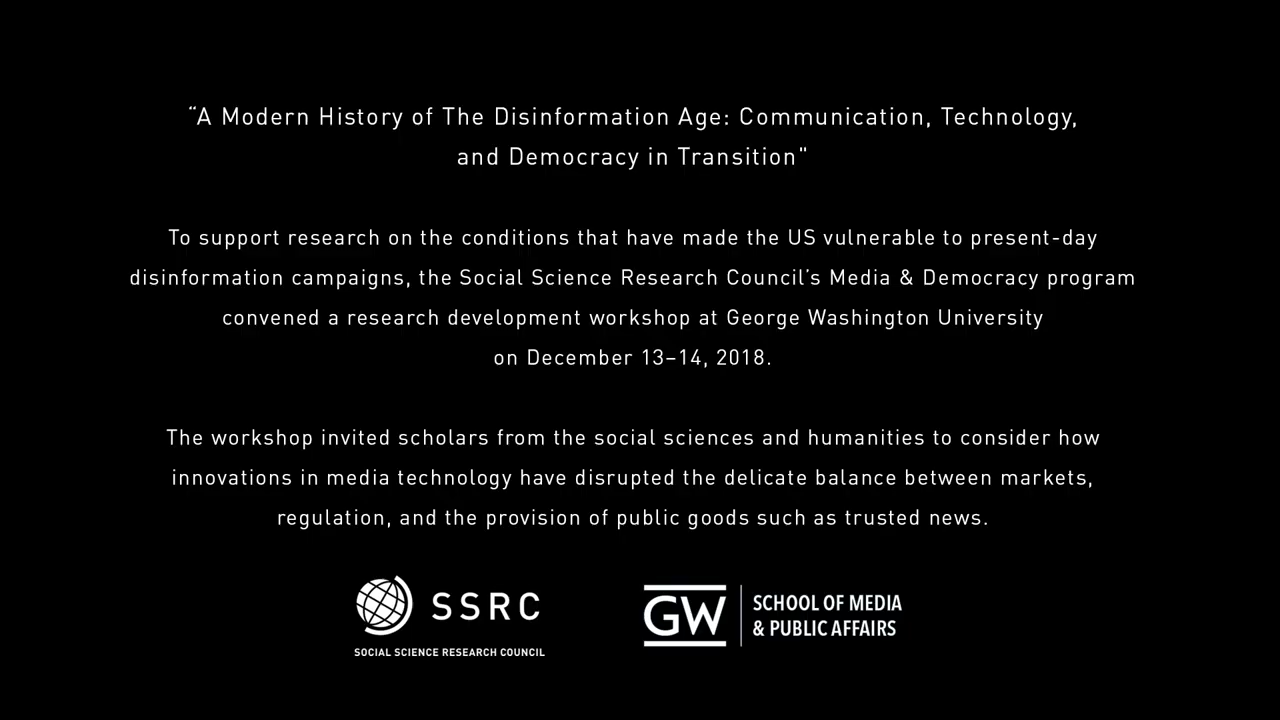 “A Modern History of The Disinformation Age: Communication, Technology,
and Democracy in Transition"
To support research on the conditions that have made the US vulnerable to present-day
disinformation campaigns, the Social Science Research Council’s Media & Democracy program
convened a research development workshop at George Washington University
on December 13–14, 2018.
The workshop invited scholars from the social sciences and humanities to consider how
innovations in media technology have disrupted the delicate balance between markets,
regulation, and the provision of public goods such as trusted news.
SSRC
SOCIAL SCIENCE RESEARCH COUNCIL
GW
SCHOOL OF MEDIA
& PUBLIC AFFAIRS